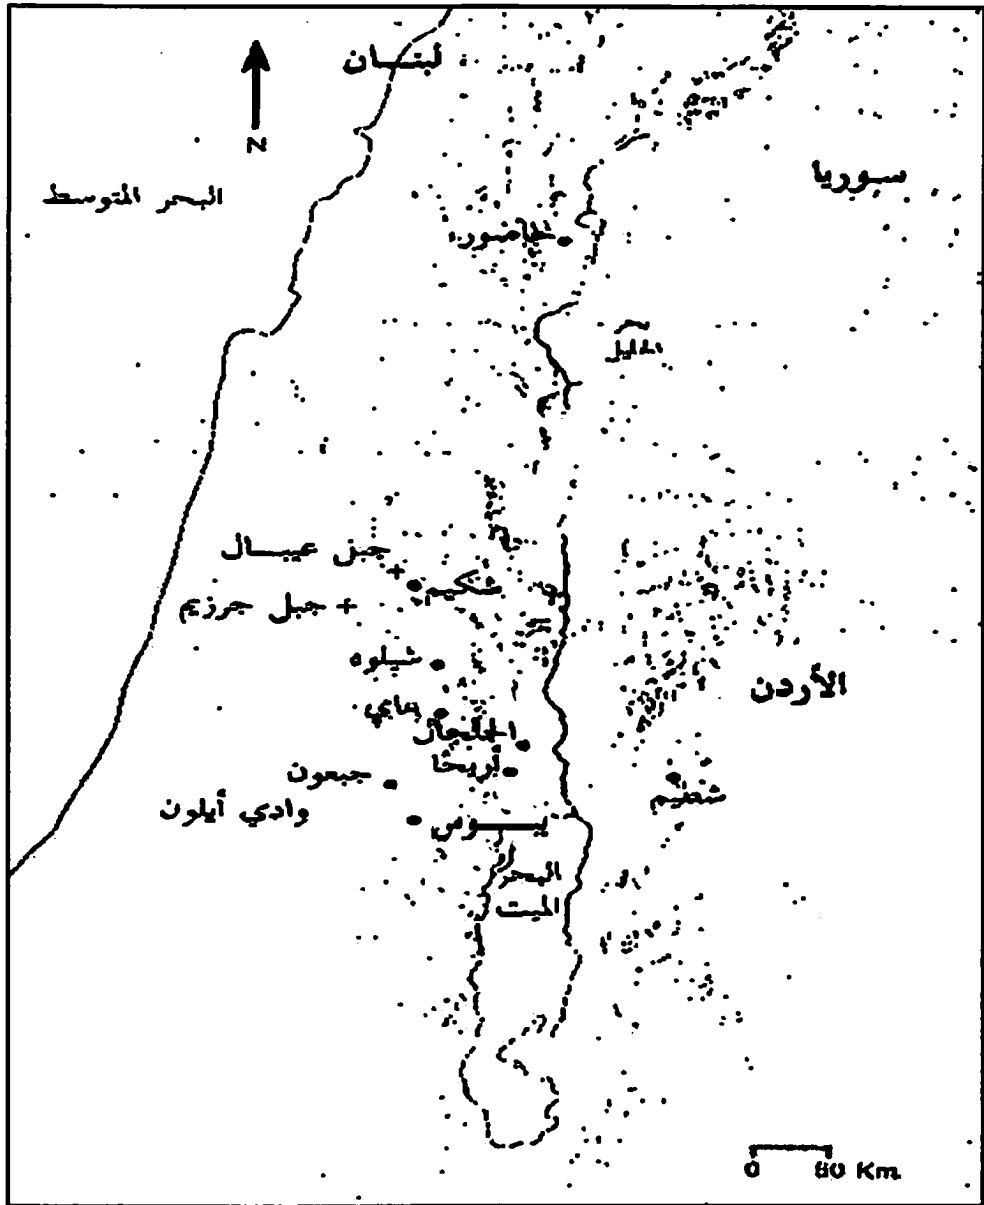 لبنان
N
البحر المتوسط
سوريا
حاصور
بحر
الجليل
جبل عيبال
شكيم
جبل جرزيم
شيلوه
عاي
الأردن
الجلجال
أريحا
جبعون
شطيم
وادي أيلون
يبوس
البحر
الميت
0 80 Km.